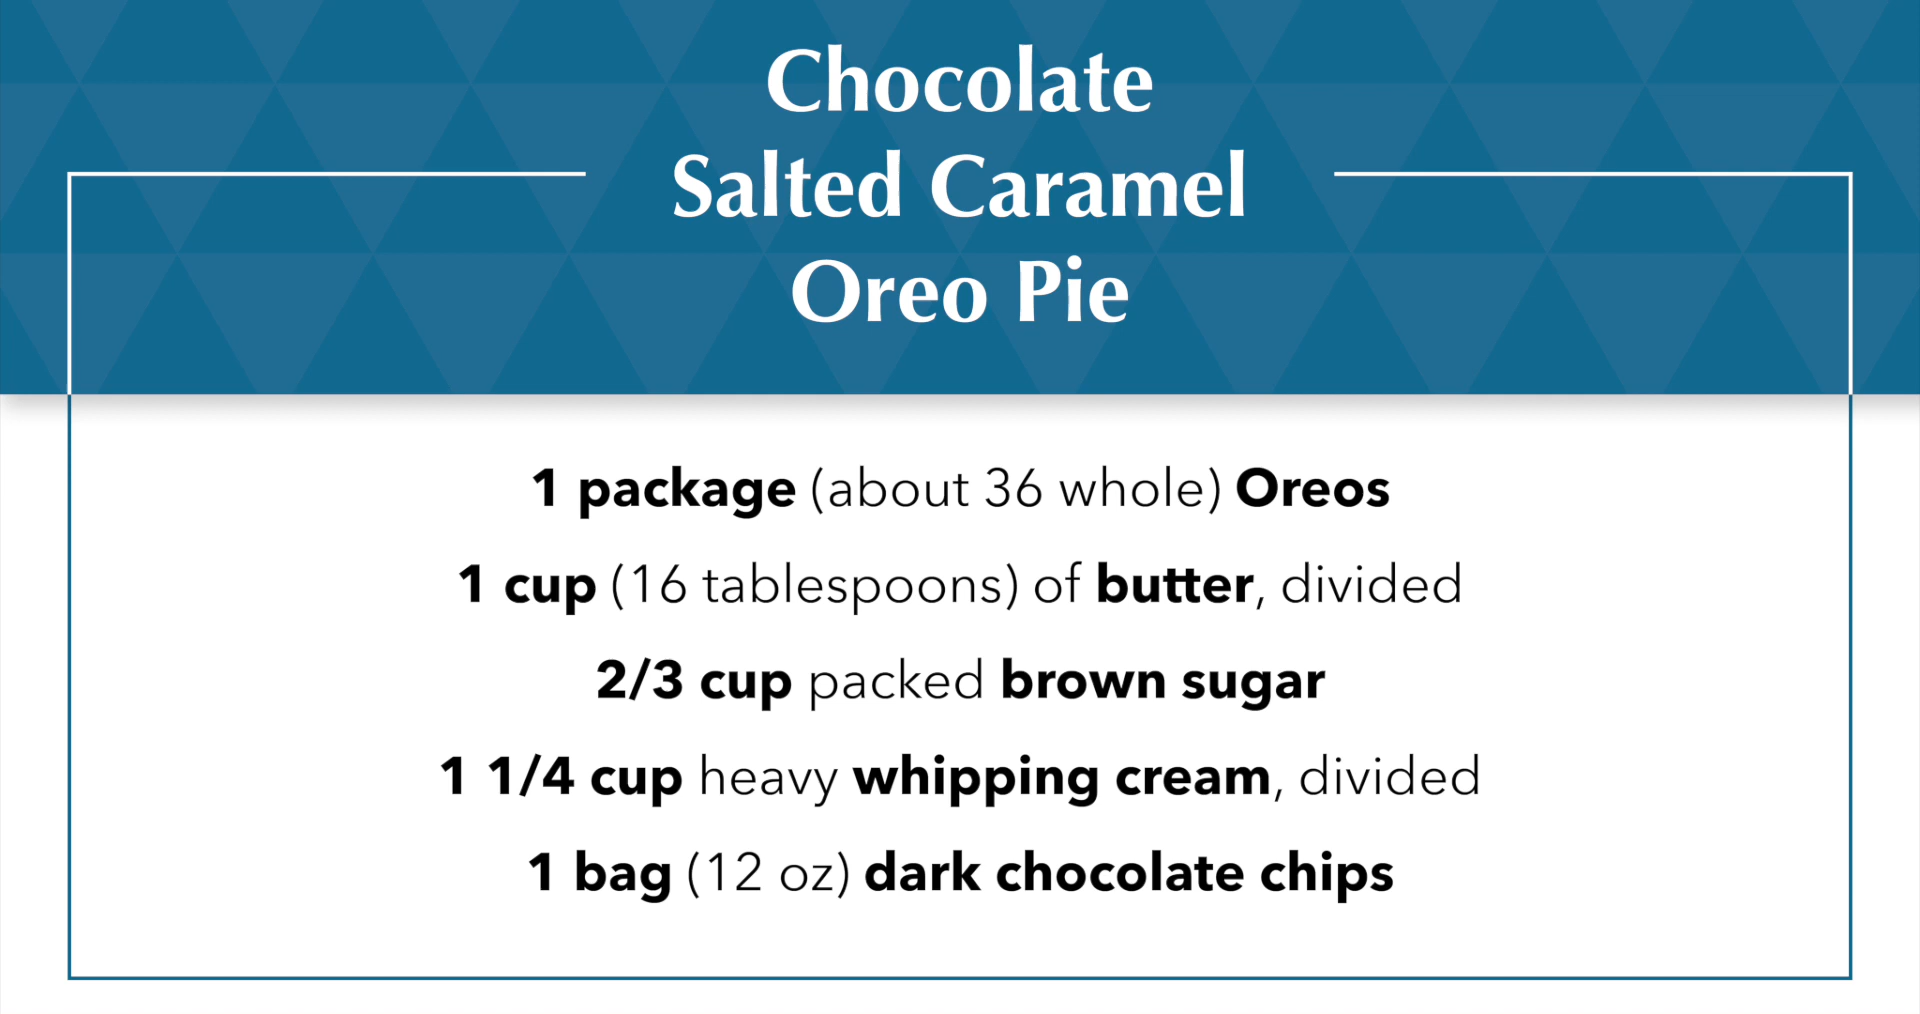 Chocolate
Salted Caramel
Oreo Pie
1 package (about 36 whole) Oreos
1 cup (16 tablespoons) of butter, divided
2/3 cup packed brown sugar
1 1/4 cup heavy whipping cream, divided
1 bag (12 oz) dark chocolate chips